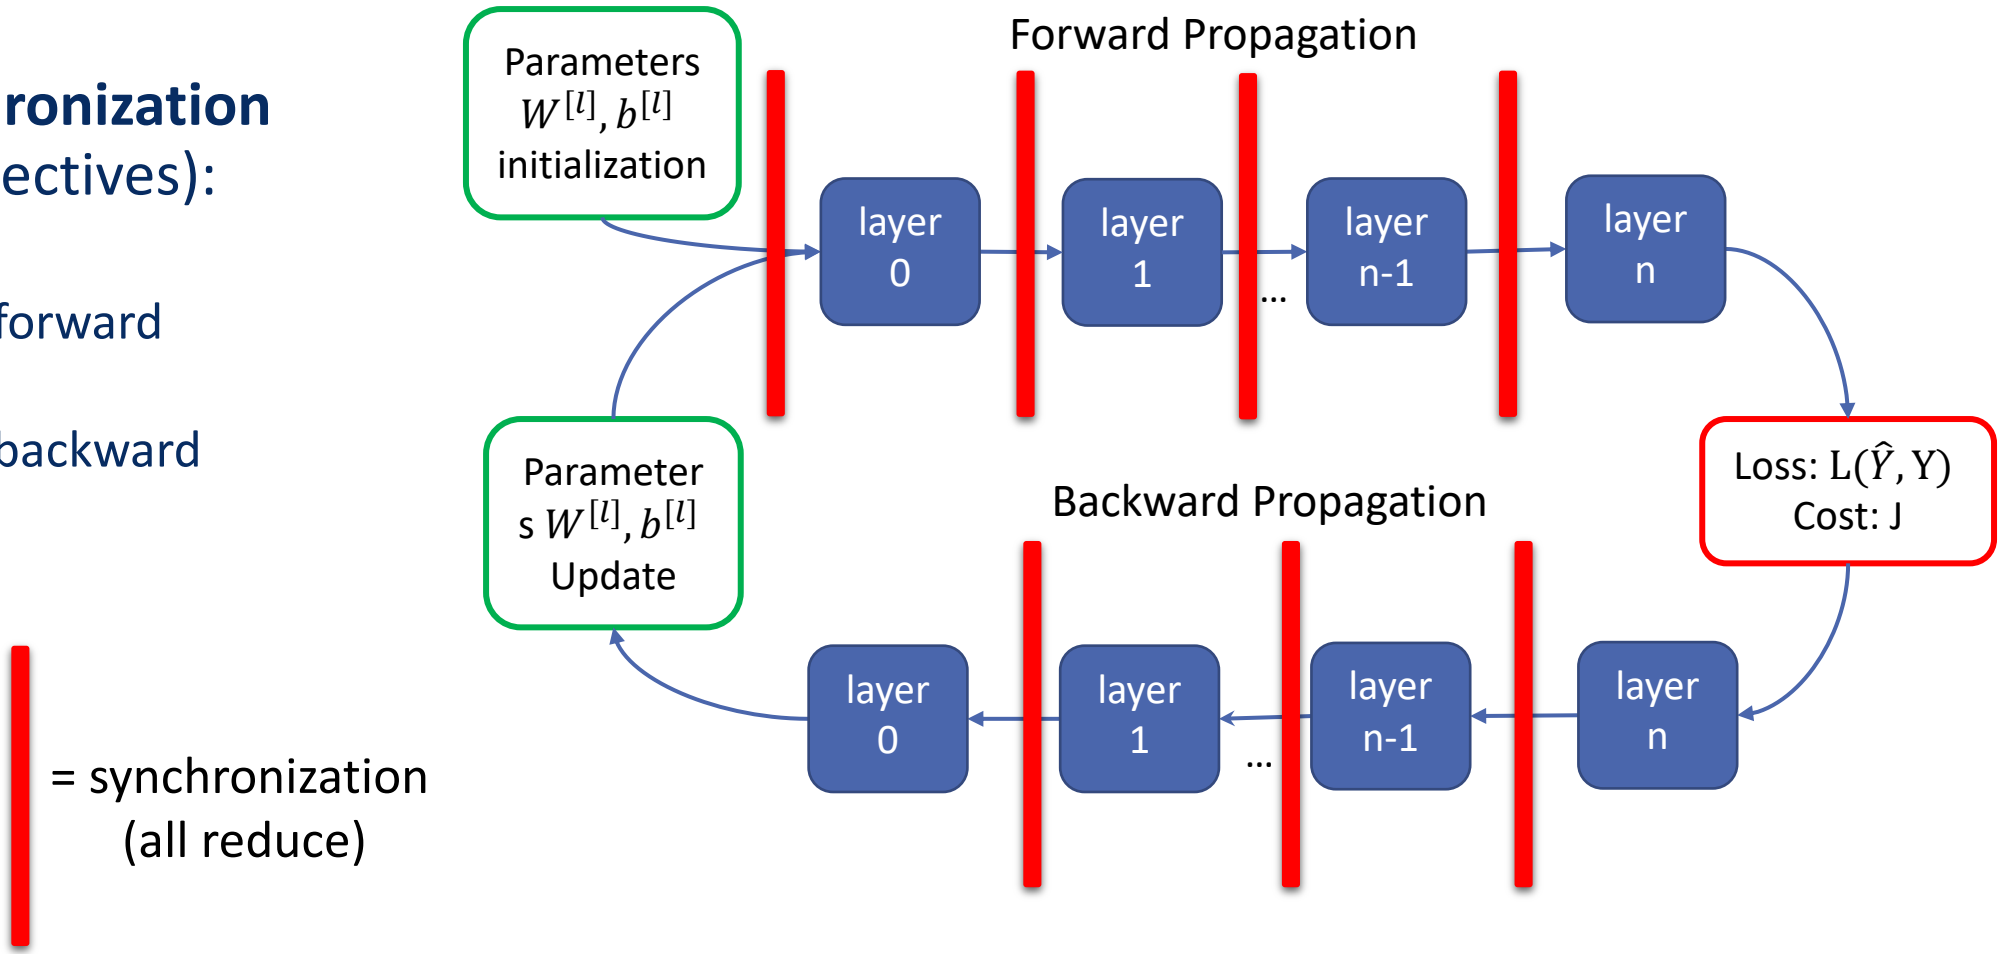 ronization
ectives):
forward
backward
= synchronization
(all reduce)
Parameters
W^[l], b^[l]
initialization
Forward Propagation
layer
0
layer
1
...
layer
n-1
layer
n
Loss: L(Ŷ, Y)
Cost: J
Backward Propagation
layer
n
layer
n-1
...
layer
1
layer
0
Parameter
s W^[l], b^[l]
Update